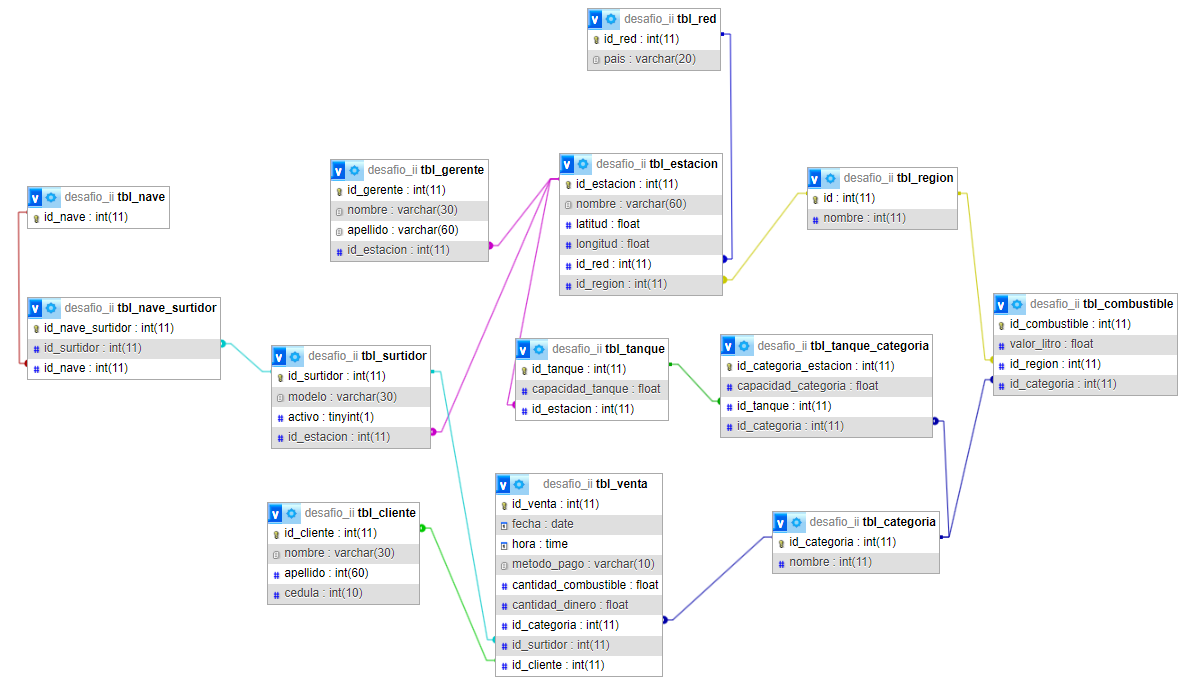 desafio_ii tbl_red
id_red : int(11)
pais : varchar(20)
desafio_ii tbl_gerente
id_gerente : int(11)
nombre : varchar(30)
apellido : varchar(60)
id_estacion : int(11)
desafio_ii tbl_estacion
id_estacion : int(11)
nombre : varchar(60)
latitud : float
longitud : float
id_red : int(11)
id_region : int(11)
desafio_ii tbl_region
id : int(11)
nombre : int(11)
desafio_ii tbl_nave
id_nave : int(11)
desafio_ii tbl_nave_surtidor
id_nave_surtidor : int(11)
id_surtidor : int(11)
id_nave : int(11)
desafio_ii tbl_surtidor
id_surtidor : int(11)
modelo : varchar(30)
activo : tinyint(1)
id_estacion : int(11)
desafio_ii tbl_tanque
id_tanque : int(11)
capacidad_tanque : float
id_estacion : int(11)
desafio_ii tbl_tanque_categoria
id_categoria_estacion : int(11)
capacidad_categoria : float
id_tanque : int(11)
id_categoria : int(11)
desafio_ii tbl_combustible
id_combustible : int(11)
valor_litro : float
id_region : int(11)
id_categoria : int(11)
desafio_ii tbl_cliente
id_cliente : int(11)
nombre : varchar(30)
apellido : int(60)
cedula : int(10)
desafio_ii tbl_venta
id_venta : int(11)
fecha : date
hora : time
metodo_pago : varchar(10)
cantidad_combustible : float
cantidad_dinero : float
id_categoria : int(11)
id_surtidor : int(11)
id_cliente : int(11)
desafio_ii tbl_categoria
id_categoria : int(11)
nombre : int(11)